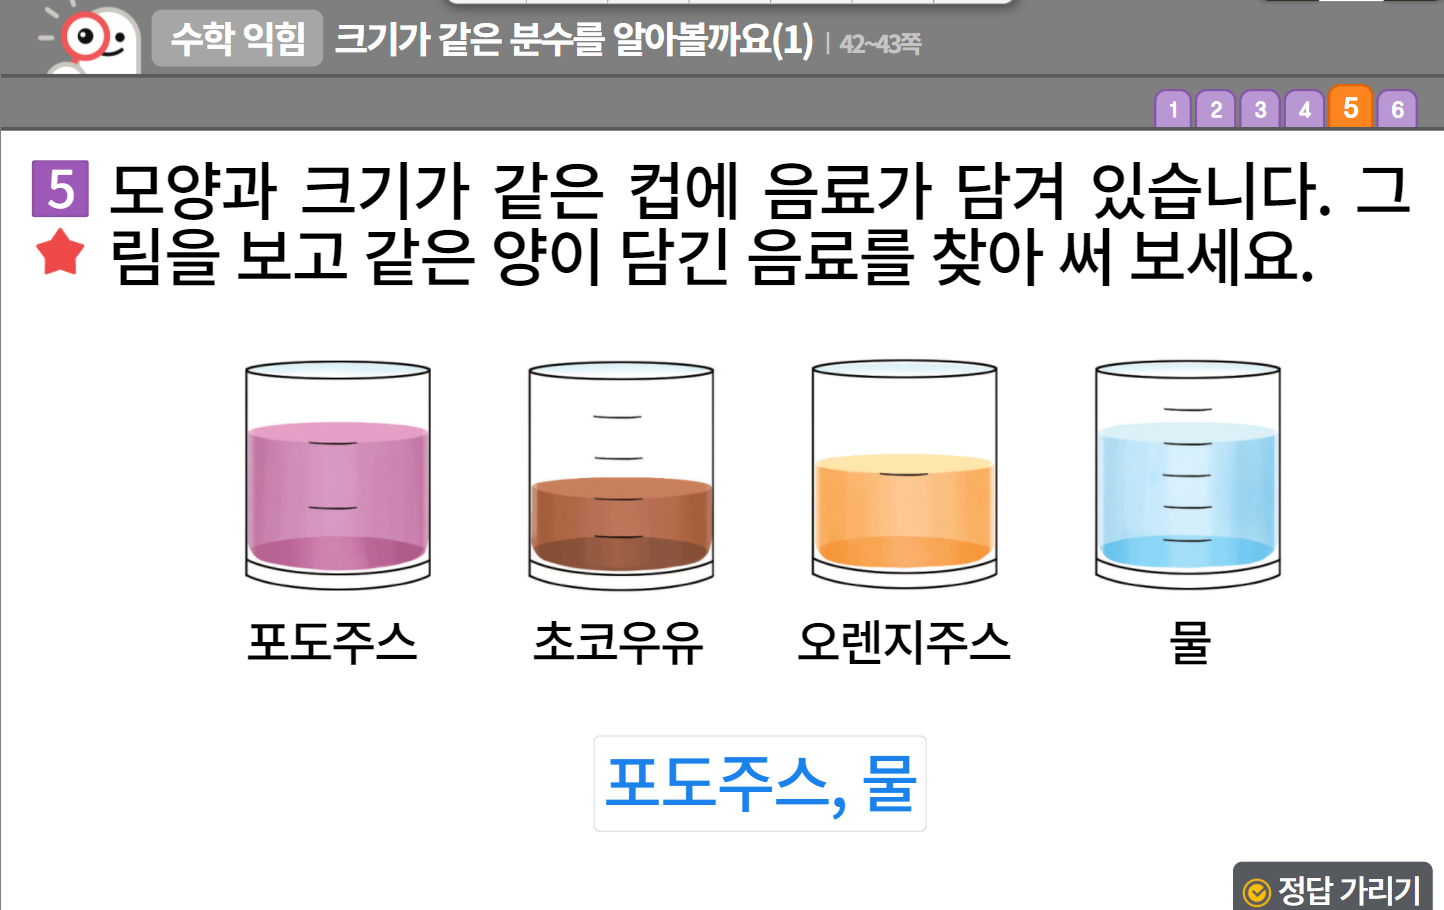 수학 익힘 크기가 같은 분수를 알아볼까요(1) | 42~43쪽
1 2 3 4 5 6
5 모양과 크기가 같은 컵에 음료가 담겨 있습니다. 그
림을 보고 같은 양이 담긴 음료를 찾아 써 보세요.
포도주스 초코우유 오렌지주스 물
포도주스, 물
정답 가리기